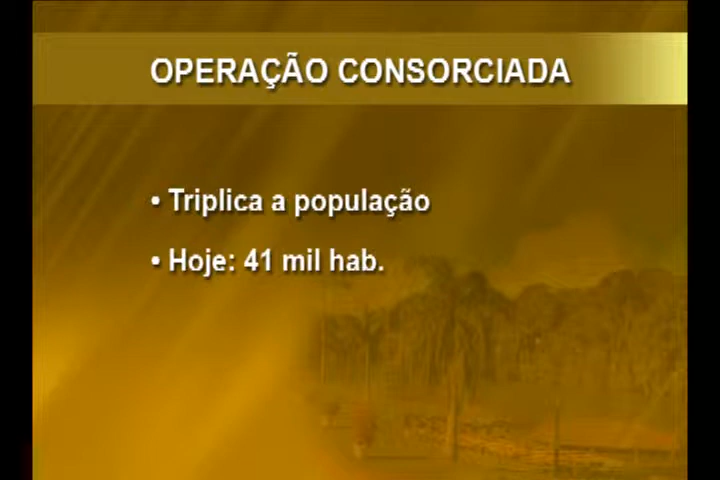 OPERAÇÃO CONSORCIADA
• Triplica a população
• Hoje: 41 mil hab.